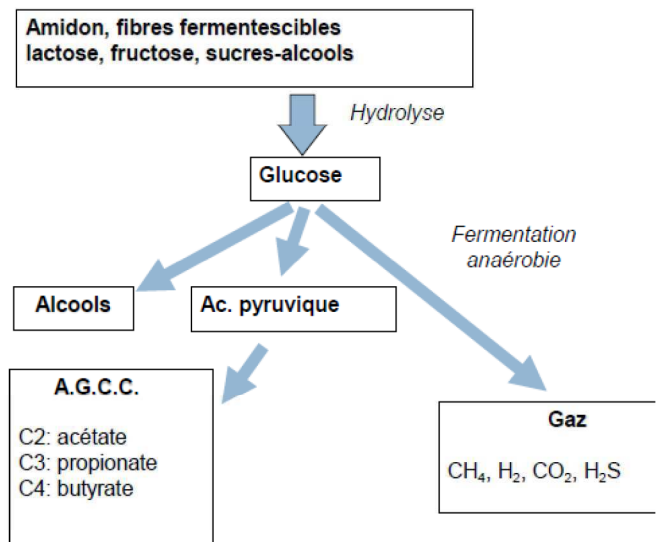 Amidon, fibres fermentescibles
lactose, fructose, sucres-alcools
Hydrolyse
Glucose
Fermentation
anaérobie
Alcools
Ac. pyruvique
A.G.C.C.
C2: acétate
C3: propionate
C4: butyrate
Gaz
CH₄, H₂, CO₂, H₂S